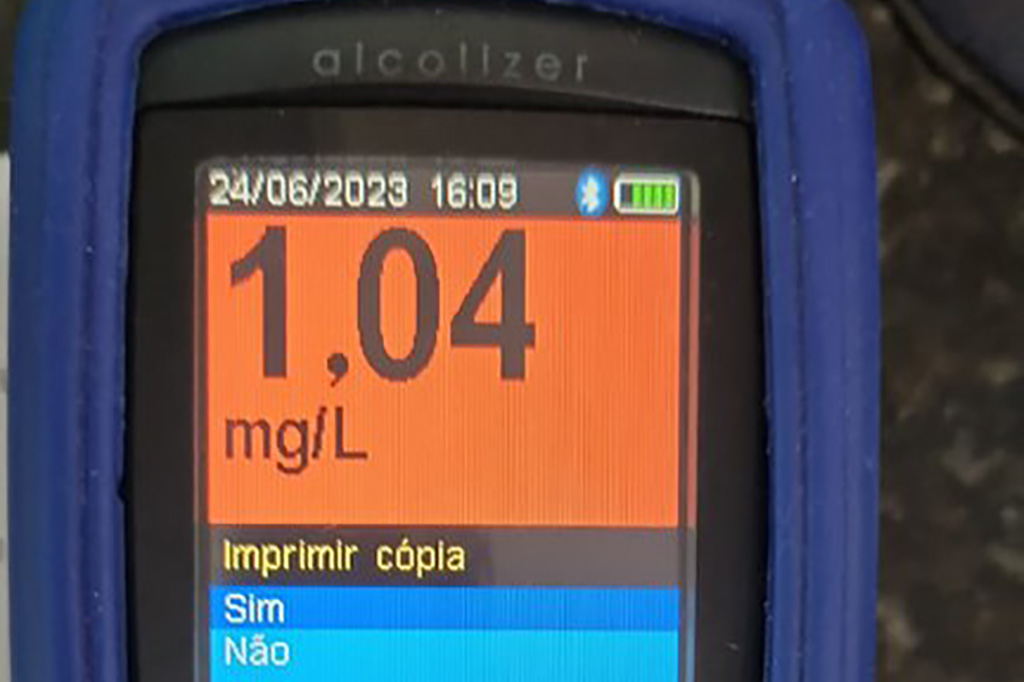 alcolizer
24/06/2023 16:09
1,04
mg/L
Imprimir cópia
Sim
Não